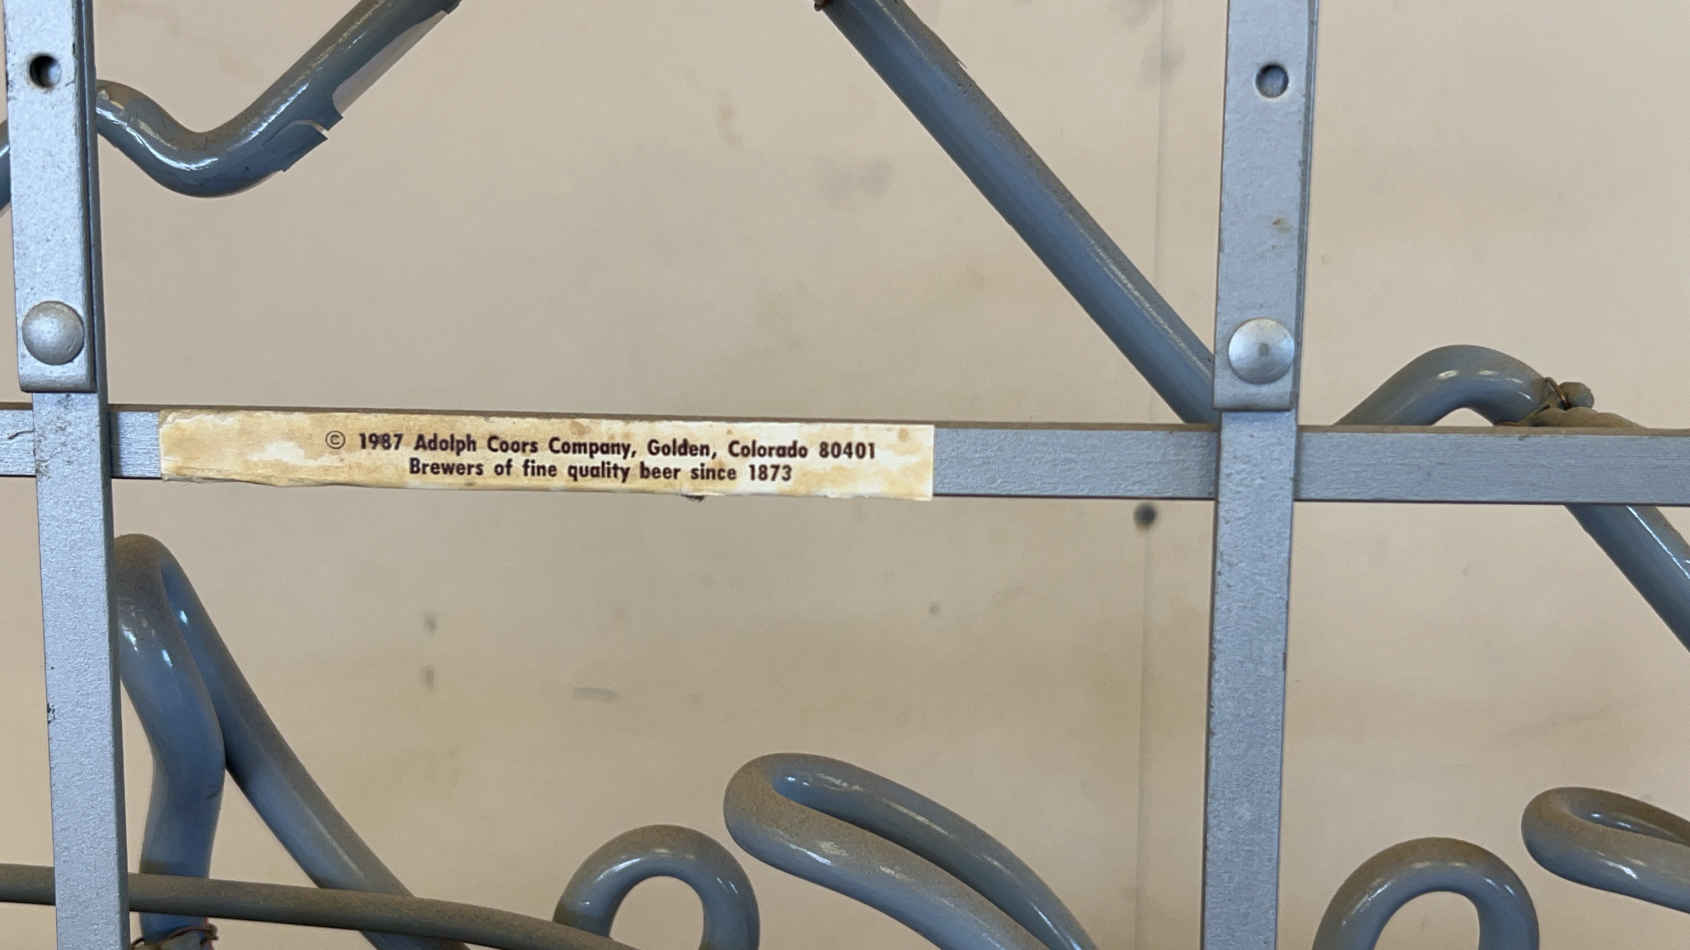 © 1987 Adolph Coors Company, Golden, Colorado 80401
Brewers of fine quality beer since 1873